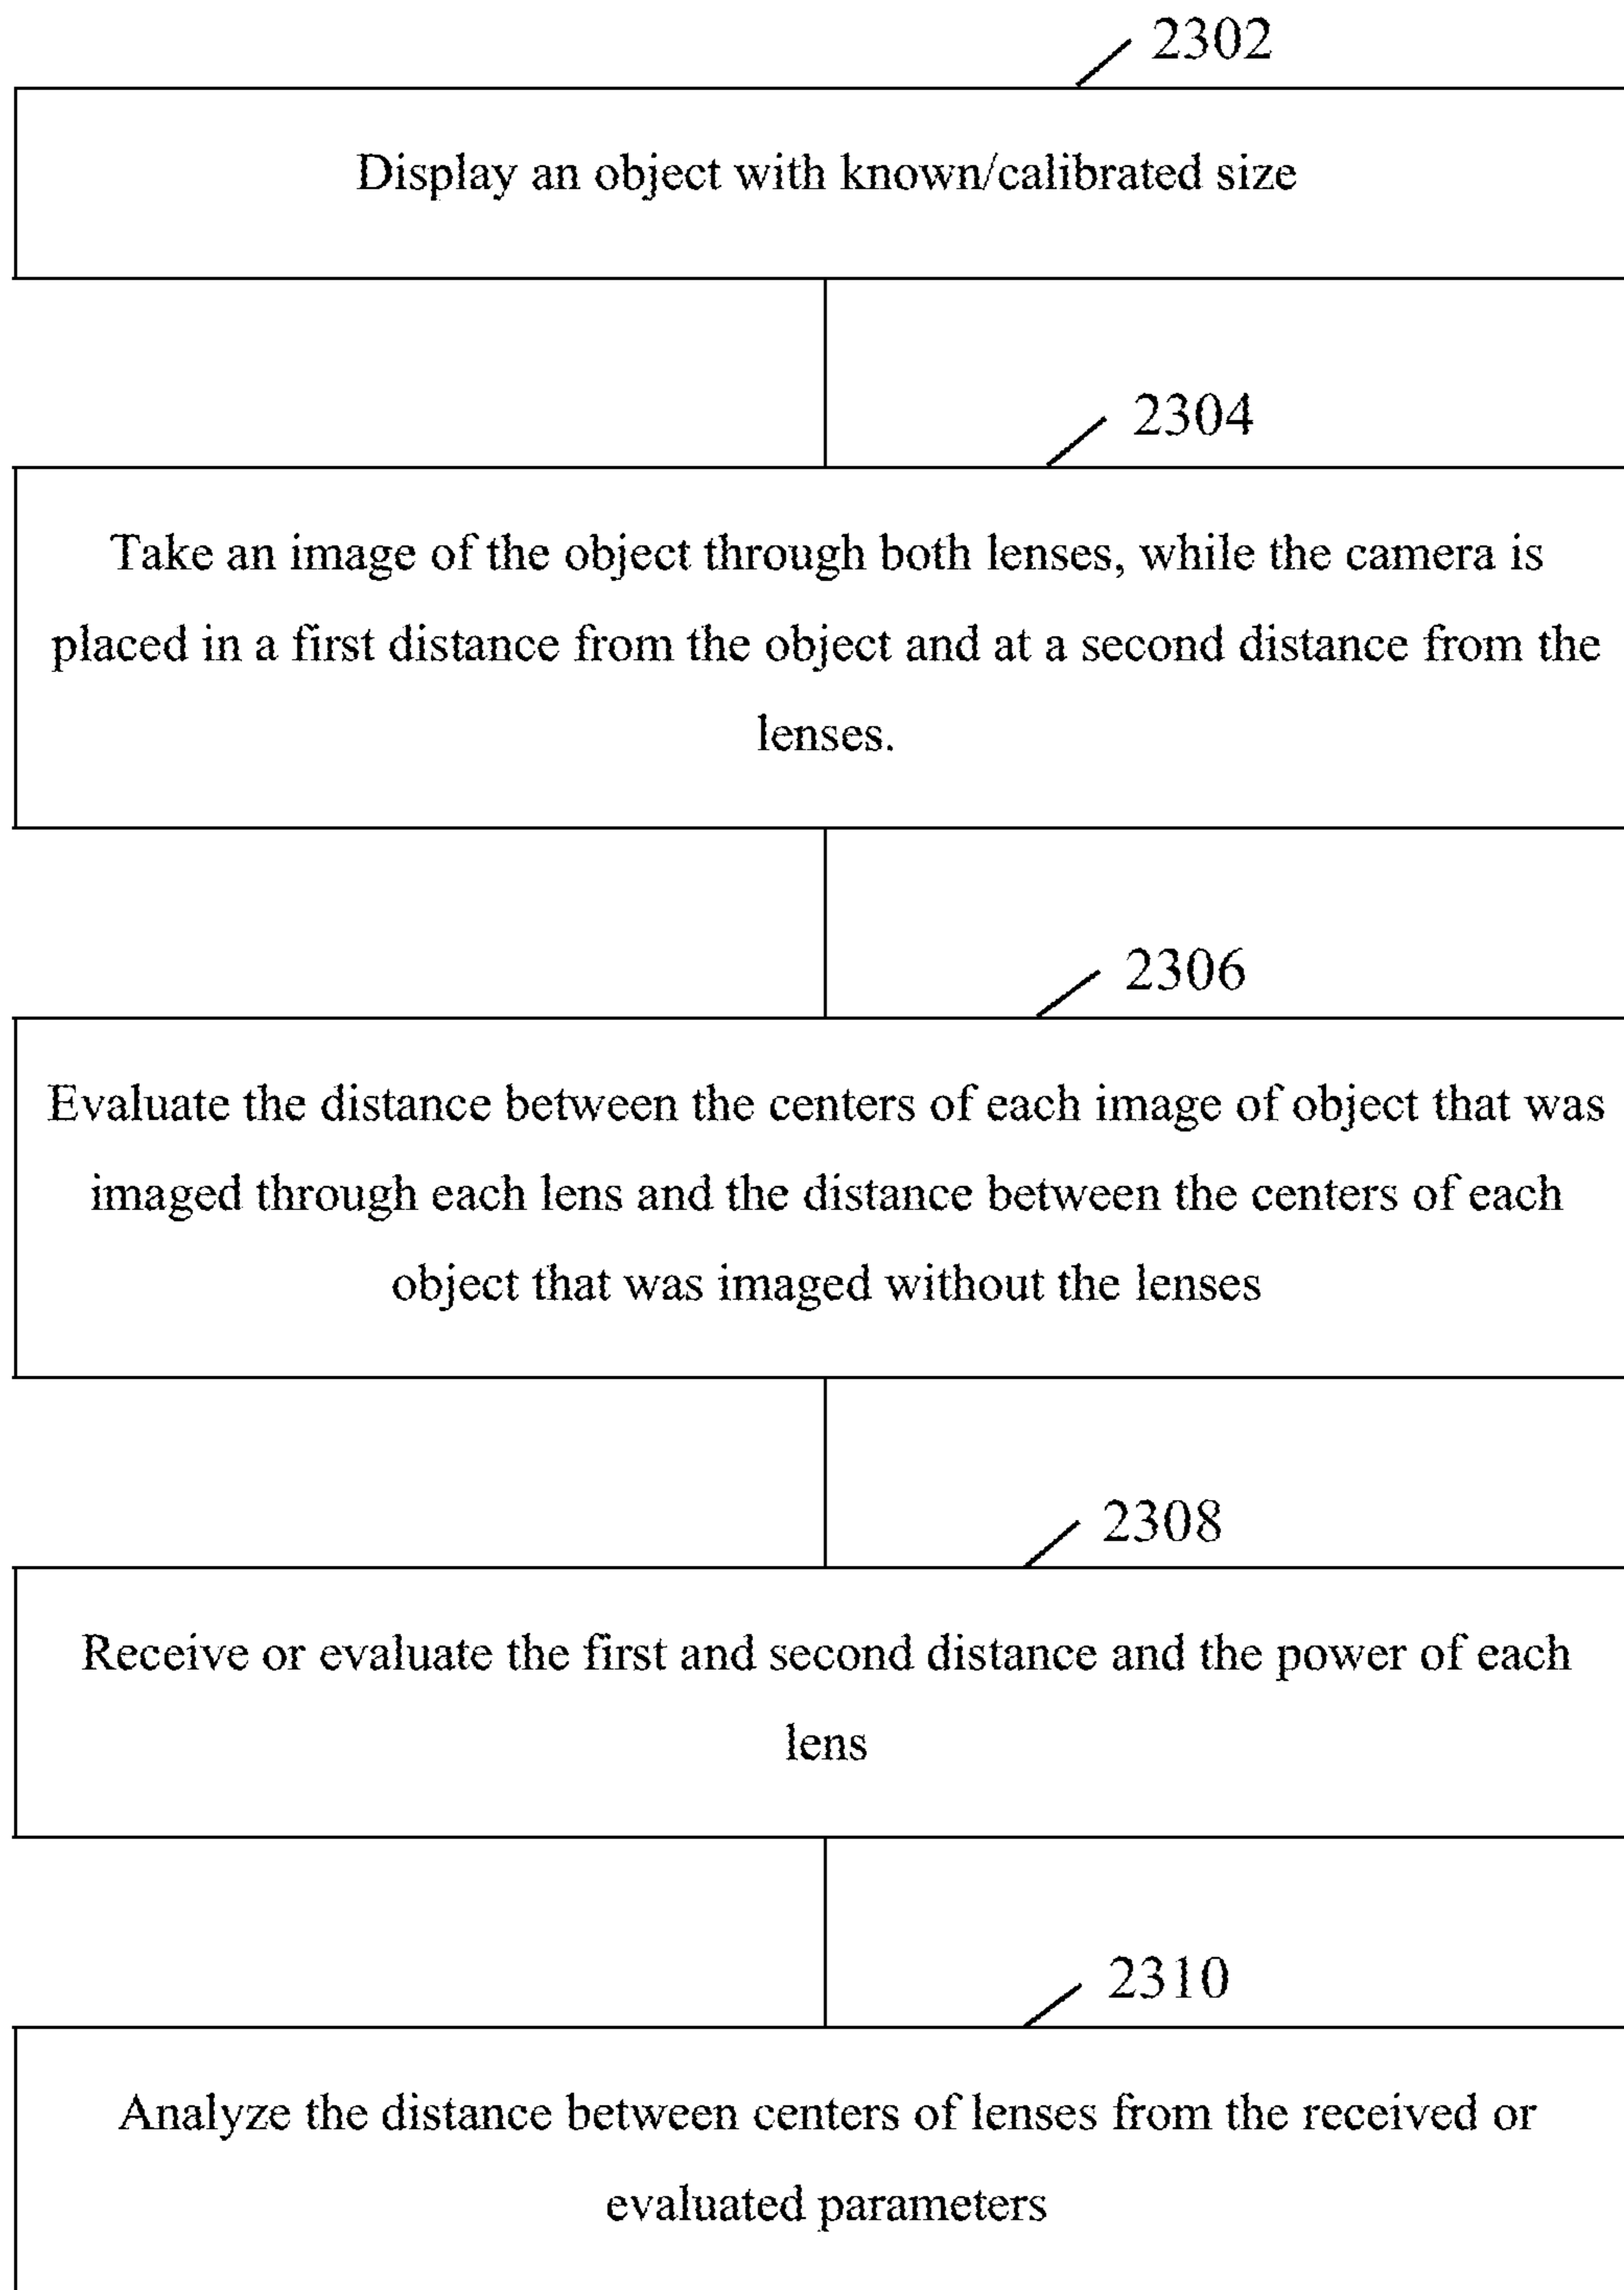 2302
Display an object with known/calibrated size
2304
Take an image of the object through both lenses, while the camera is
placed in a first distance from the object and at a second distance from the
lenses.
2306
Evaluate the distance between the centers of each image of object that was
imaged through each lens and the distance between the centers of each
object that was imaged without the lenses
2308
Receive or evaluate the first and second distance and the power of each
lens
2310
Analyze the distance between centers of lenses from the received or
evaluated parameters